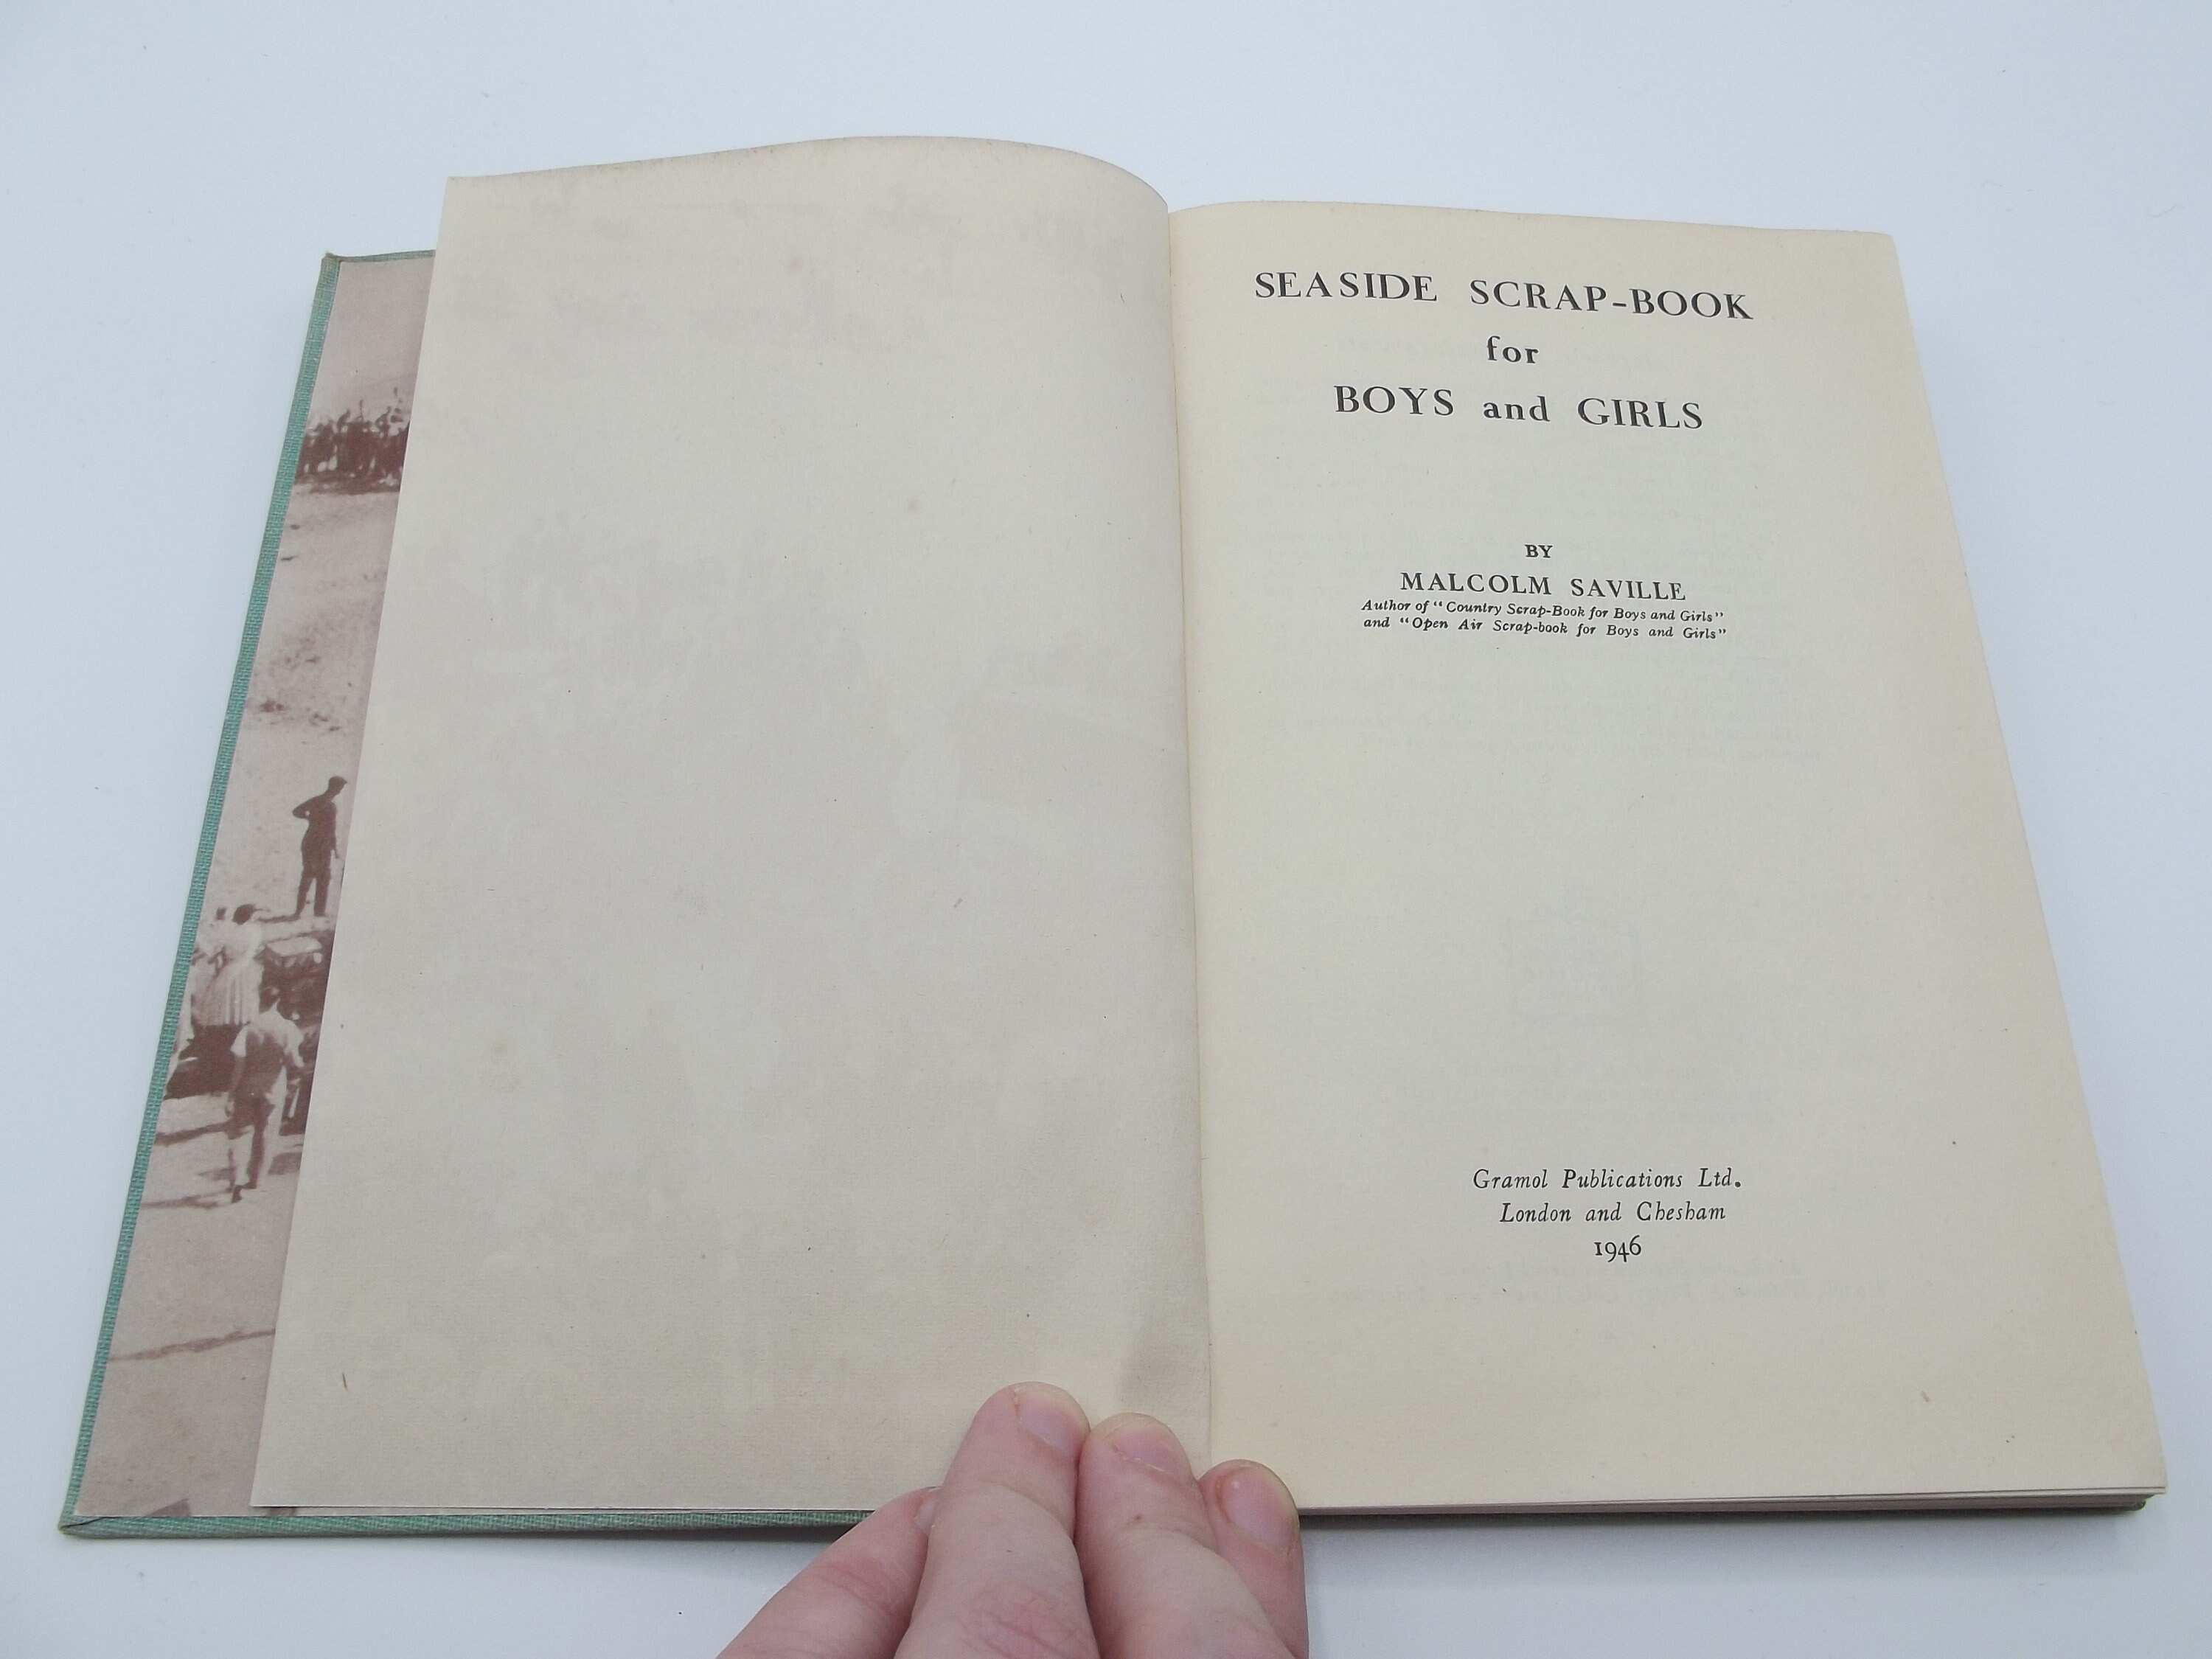 SEASIDE SCRAP-BOOK
for
BOYS and GIRLS
BY
MALCOLM SAVILLE
Author of "Country Scrap-Book for Boys and Girls"
and "Open Air Scrap-book for Boys and Girls"
Gramol Publications Ltd.
London and Chesham
1946